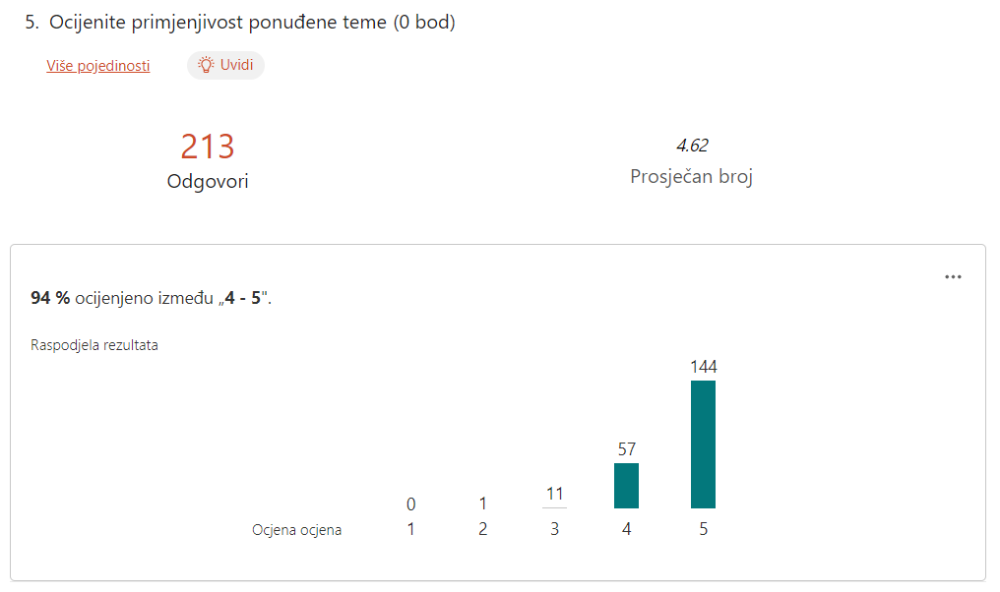 5. Ocijenite primjenjivost ponuđene teme (0 bod)
Više pojedinosti
Uvidi
213
Odgovori
4.62
Prosječan broj
94 % ocijenjeno između „4 - 5".
Raspodjela rezultata
0 1 11 57 144
Ocjena ocjena 1 2 3 4 5